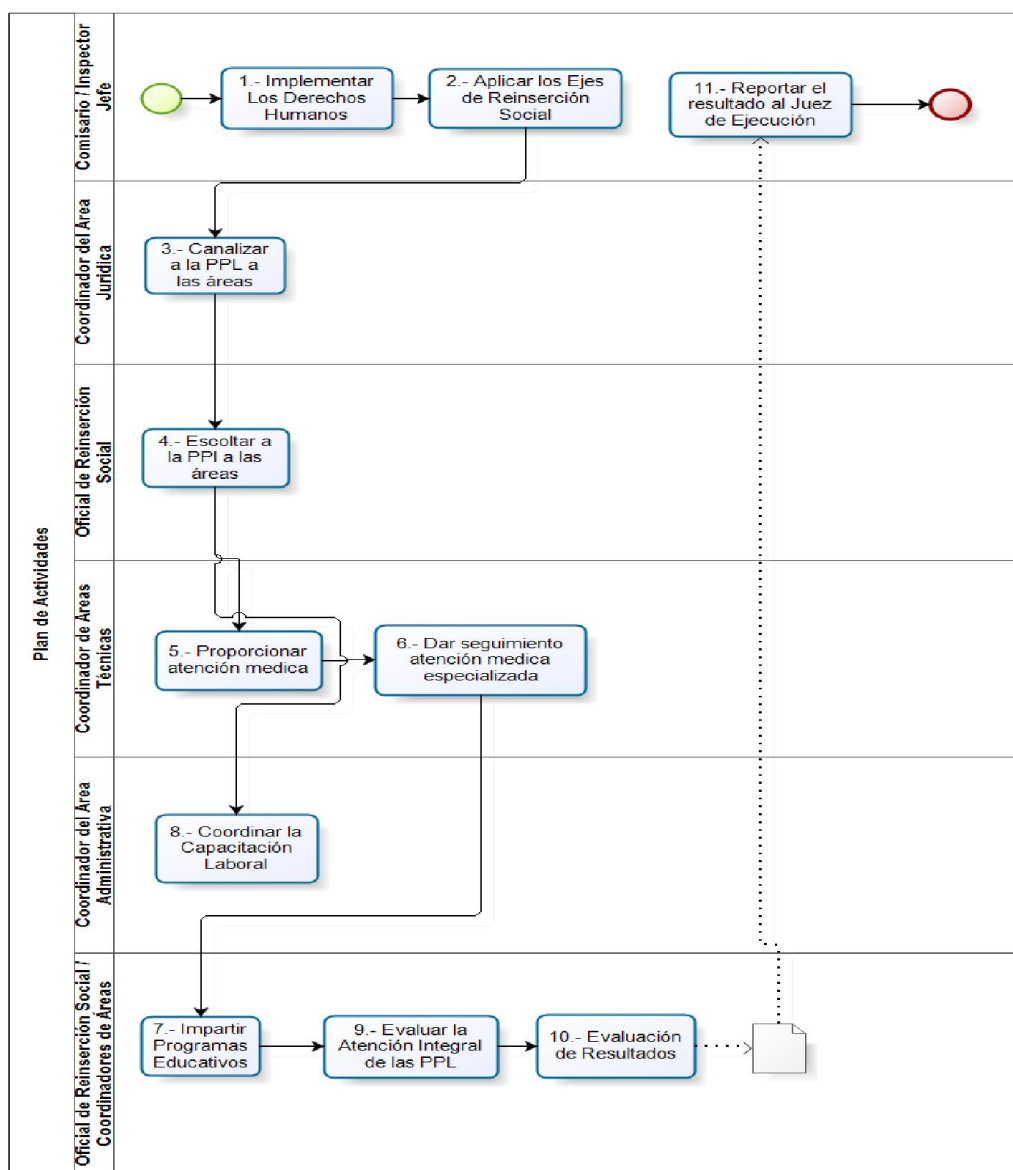 Plan de Actividades
Comisario / Inspector
Jefe
1.- Implementar
Los Derechos
Humanos
2.- Aplicar los Ejes
de Reinserción
Social
11.- Reportar el
resultado al Juez
de Ejecución
Coordinador del Área
Jurídica
3.- Canalizar
a la PPL a
las áreas
Oficial de Reinserción
Social
4.- Escoltar a
la PPl a las
áreas
Coordinador de Áreas
Técnicas
5.- Proporcionar
atención medica
6.- Dar seguimiento
atención medica
especializada
Coordinador del Área
Administrativa
8.- Coordinar la
Capacitación
Laboral
Oficial de Reinserción Social /
Coordinadores de Áreas
7.- Impartir
Programas
Educativos
9.- Evaluar la
Atención Integral
de las PPL
10.- Evaluación
de Resultados